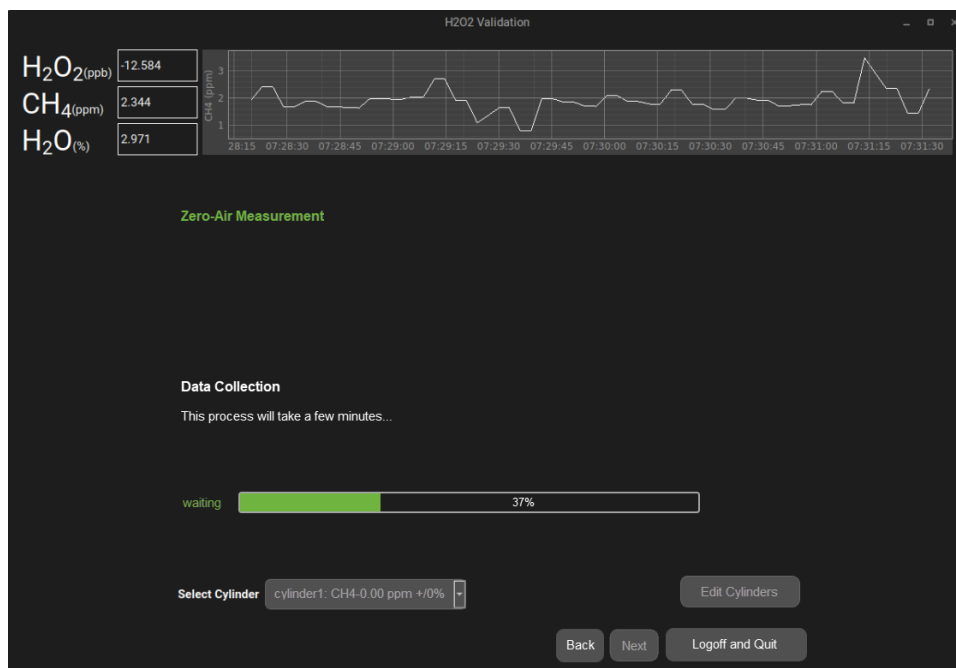 H2O2 Validation
H2O2(ppb) -12.584
CH4(ppm) 2.344
H2O(%) 2.971
CH4 (ppm)
3
2
1
28:15 07:28:30 07:28:45 07:29:00 07:29:15 07:29:30 07:29:45 07:30:00 07:30:15 07:30:30 07:30:45 07:31:00 07:31:15 07:31:30
Zero-Air Measurement
Data Collection
This process will take a few minutes...
waiting 37%
Select Cylinder cylinder1: CH4-0.00 ppm +/0% Edit Cylinders
Back Next Logoff and Quit